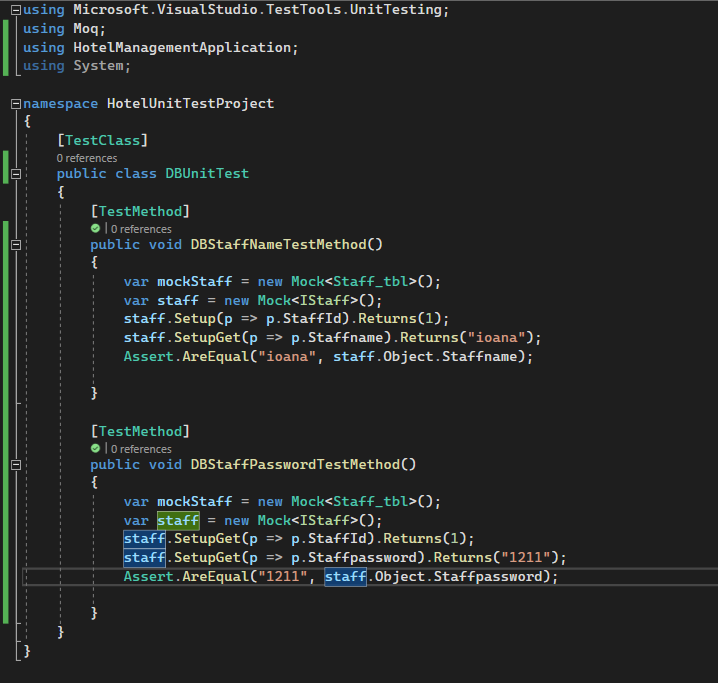 using Microsoft.VisualStudio.TestTools.UnitTesting;
using Moq;
using HotelManagementApplication;
using System;
namespace HotelUnitTestProject
{
[TestClass]
0 references
public class DBUnitTest
{
[TestMethod]
| 0 references
public void DBStaffNameTestMethod()
{
var mockStaff = new Mock<Staff_tbl>();
var staff = new Mock<IStaff>();
staff.Setup(p => p.StaffId).Returns(1);
staff.SetupGet(p => p.Staffname).Returns("ioana");
Assert.AreEqual("ioana", staff.Object.Staffname);
}
[TestMethod]
| 0 references
public void DBStaffPasswordTestMethod()
{
var mockStaff = new Mock<Staff_tbl>();
var staff = new Mock<IStaff>();
staff.SetupGet(p => p.StaffId).Returns(1);
staff.SetupGet(p => p.Staffpassword).Returns("1211");
Assert.AreEqual("1211", staff.Object.Staffpassword);
}
}
}